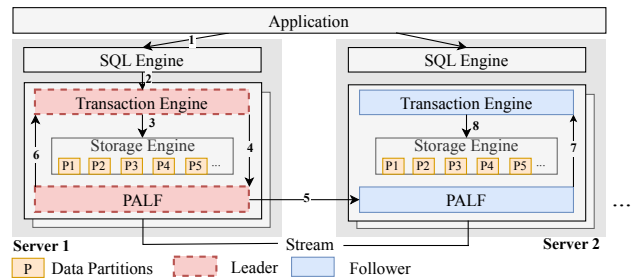 Application
1
SQL Engine
SQL Engine
2
Transaction Engine
Transaction Engine
3
8
Storage Engine
Storage Engine
6
4
7
P1 P2 P3 P4 P5 ...
P1 P2 P3 P4 P5 ...
PALF
5
PALF
...
Server 1
Stream
Server 2
P Data Partitions
Leader
Follower